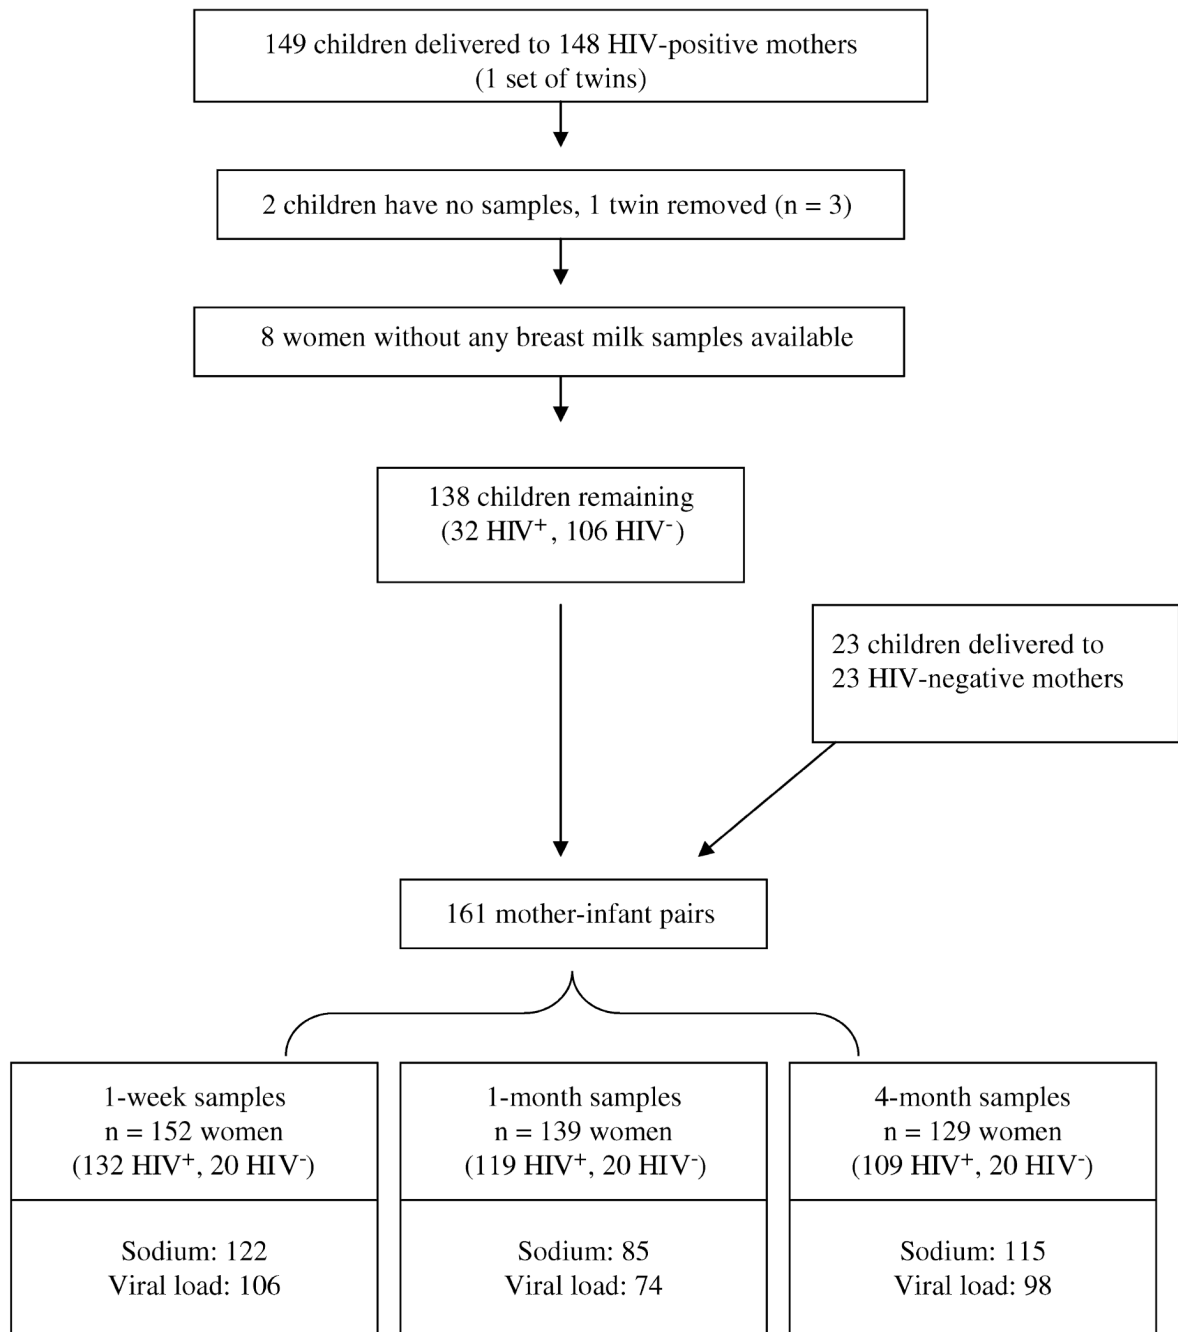 149 children delivered to 148 HIV-positive mothers
(1 set of twins)
2 children have no samples, 1 twin removed (n = 3)
8 women without any breast milk samples available
138 children remaining
(32 HIV⁺, 106 HIV⁻)
23 children delivered to
23 HIV-negative mothers
161 mother-infant pairs
1-week samples
n = 152 women
(132 HIV⁺, 20 HIV⁻)
Sodium: 122
Viral load: 106
1-month samples
n = 139 women
(119 HIV⁺, 20 HIV⁻)
Sodium: 85
Viral load: 74
4-month samples
n = 129 women
(109 HIV⁺, 20 HIV⁻)
Sodium: 115
Viral load: 98